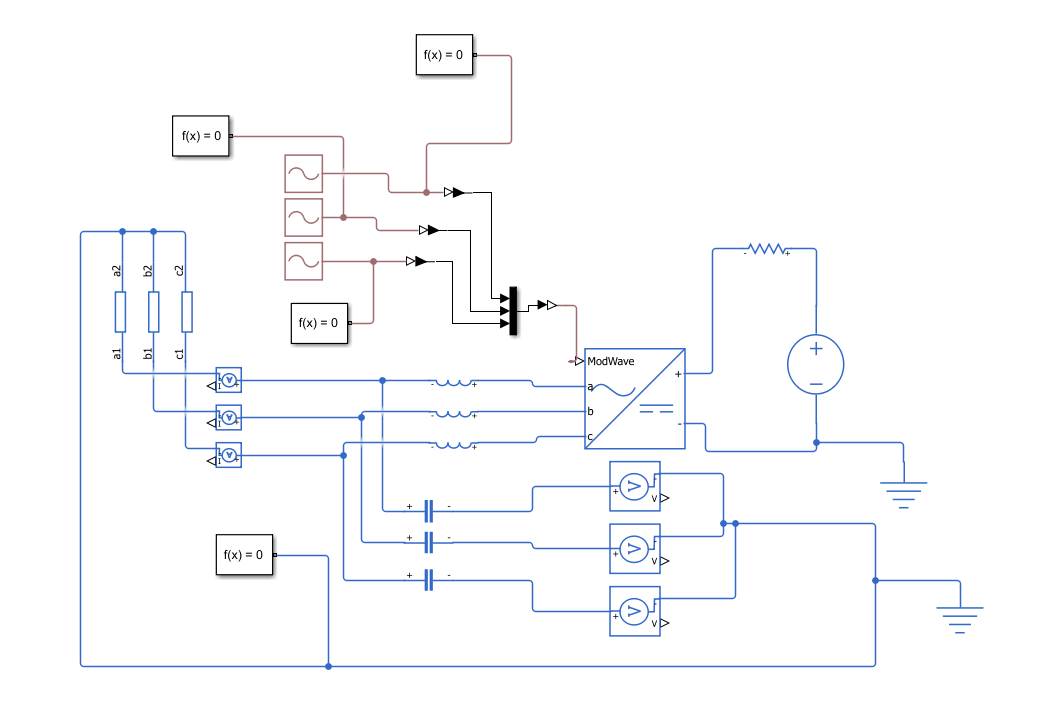 f(x) = 0
f(x) = 0
a2
b2
c2
f(x) = 0
- +
a1
b1
c1
ModWave
+
A + I
- +
a
A + I
- +
b
A + I
- +
c
-
+
−
+ -
+ V - V
+ -
+ V - V
f(x) = 0
+ -
+ V - V